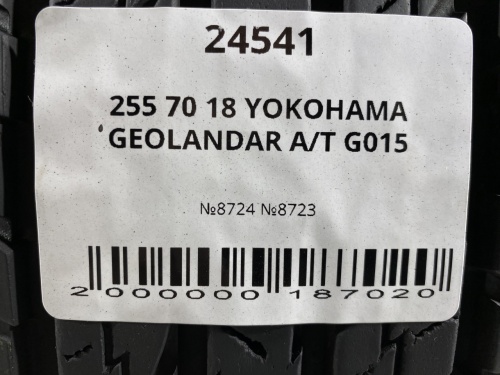 24541
255 70 18 YOKOHAMA
GEOLANDAR A/T G015
№8724 №8723
2 000000 187020